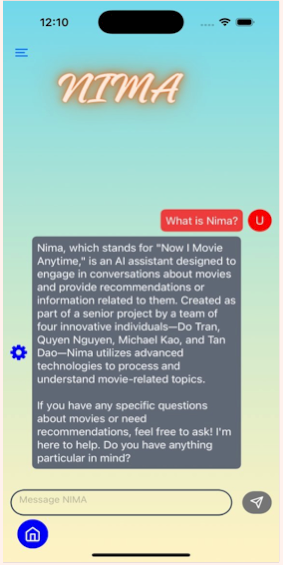 12:10
NIMA
What is Nima?
U
Nima, which stands for "Now I Movie
Anytime," is an AI assistant designed to
engage in conversations about movies
and provide recommendations or
information related to them. Created as
part of a senior project by a team of
four innovative individuals—Do Tran,
Quyen Nguyen, Michael Kao, and Tan
Dao—Nima utilizes advanced
technologies to process and
understand movie-related topics.
If you have any specific questions
about movies or need
recommendations, feel free to ask! I'm
here to help. Do you have anything
particular in mind?
Message NIMA